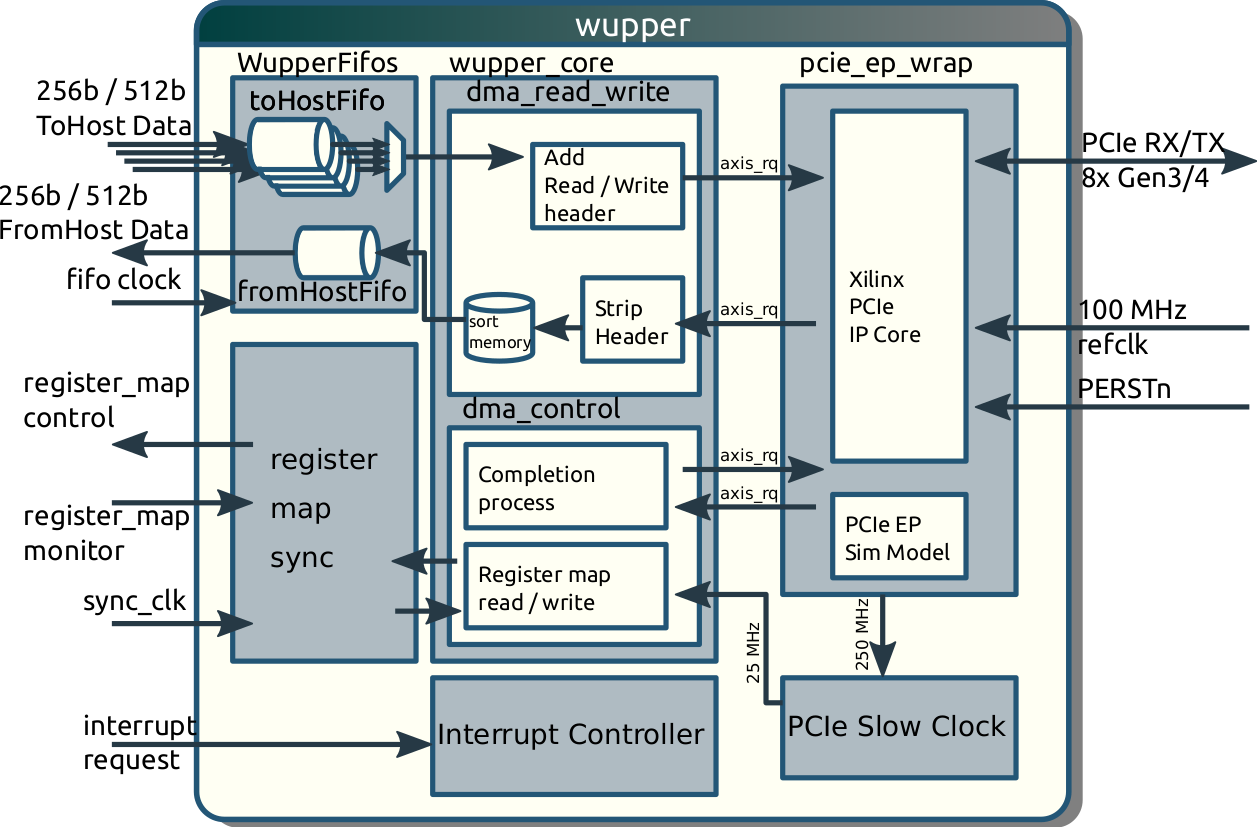 wupper
WupperFifos
wupper_core
pcie_ep_wrap
256b / 512b
ToHost Data
toHostFifo
256b / 512b
FromHost Data
fifo clock
fromHostFifo
dma_read_write
Add
Read / Write
header
axis_rq
sort
memory
Strip
Header
axis_rq
Xilinx
PCIe
IP Core
PCIe RX/TX
8x Gen3/4
100 MHz
refclk
PERSTn
register_map
control
register_map
monitor
sync_clk
register
map
sync
dma_control
Completion
process
axis_rq
axis_rq
Register map
read / write
PCIe EP
Sim Model
25 MHz
250 MHz
interrupt
request
Interrupt Controller
PCIe Slow Clock